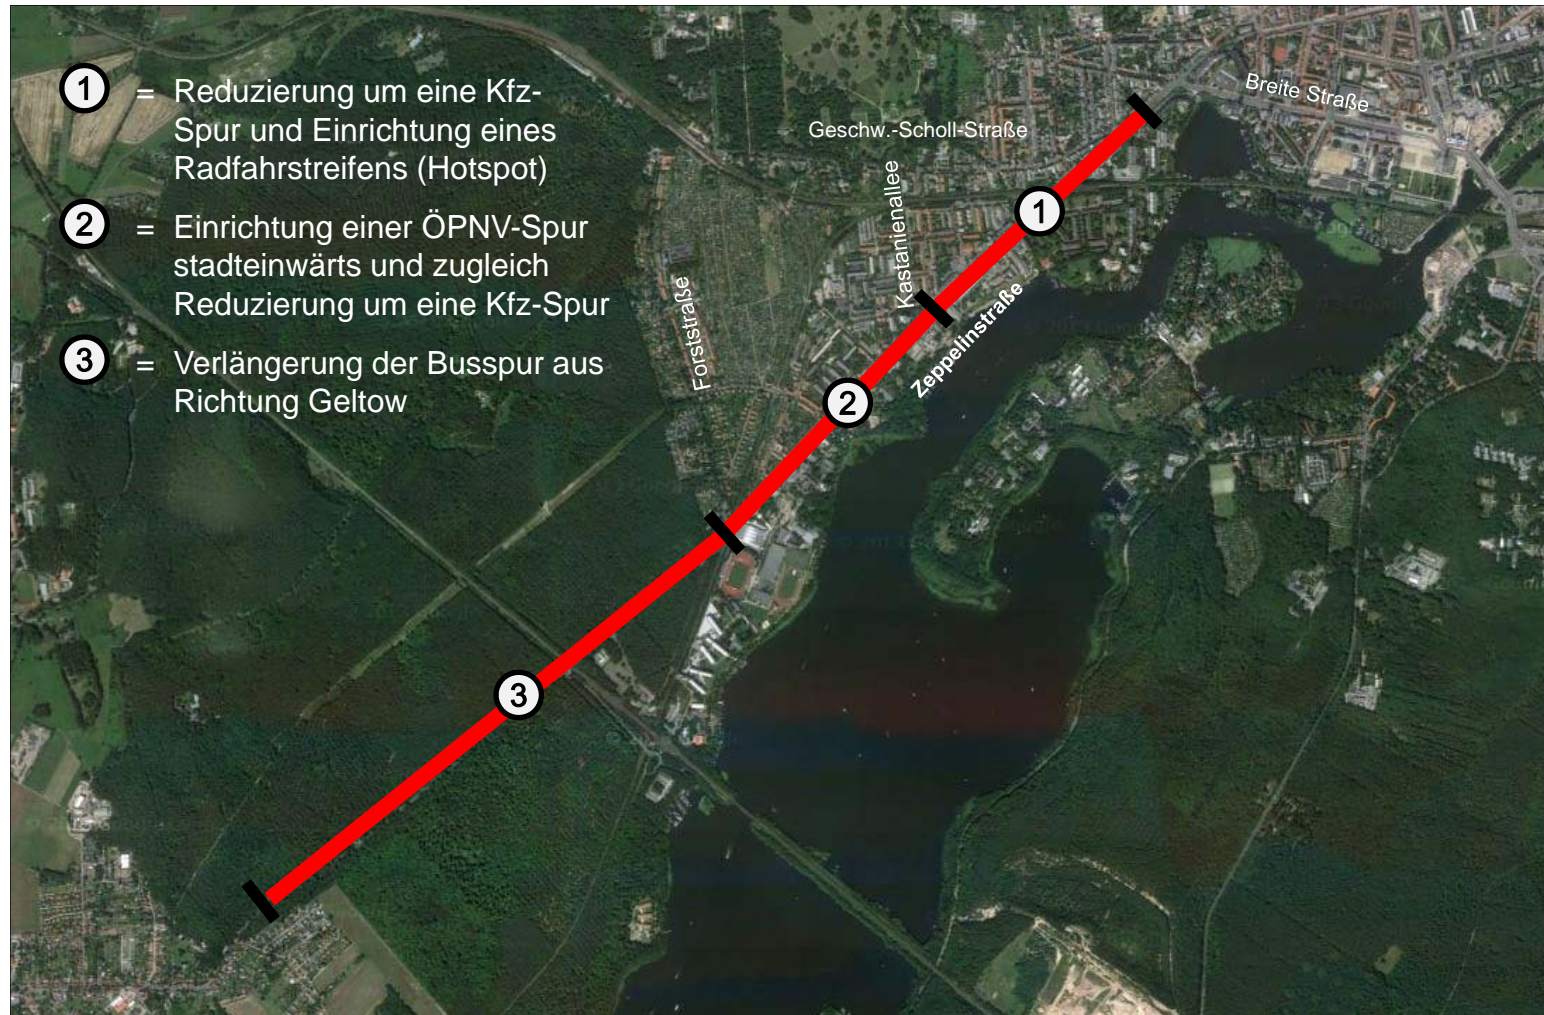 1 = Reduzierung um eine Kfz-
Spur und Einrichtung eines
Radfahrstreifens (Hotspot)
2 = Einrichtung einer ÖPNV-Spur
stadteinwärts und zugleich
Reduzierung um eine Kfz-Spur
3 = Verlängerung der Busspur aus
Richtung Geltow
Breite Straße
Geschw.-Scholl-Straße
Kastanienallee
1
Forststraße
Zeppelinstraße
2
3